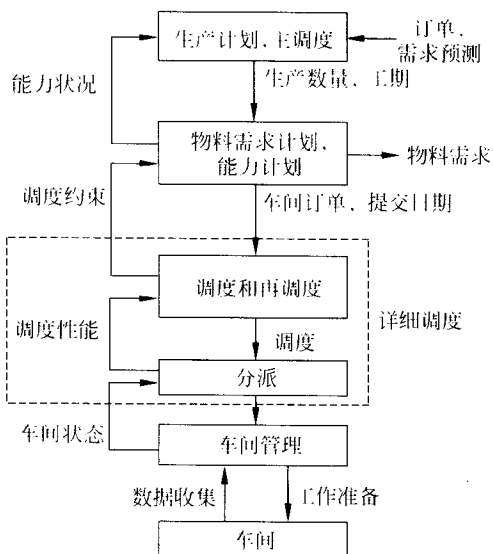 生产计划、主调度
订单、
需求预测
能力状况
生产数量、工期
物料需求计划、
能力计划
物料需求
调度约束
车间订单、提交日期
调度和再调度
详细调度
调度性能
调度
分派
车间状态
车间管理
数据收集
工作准备
车间